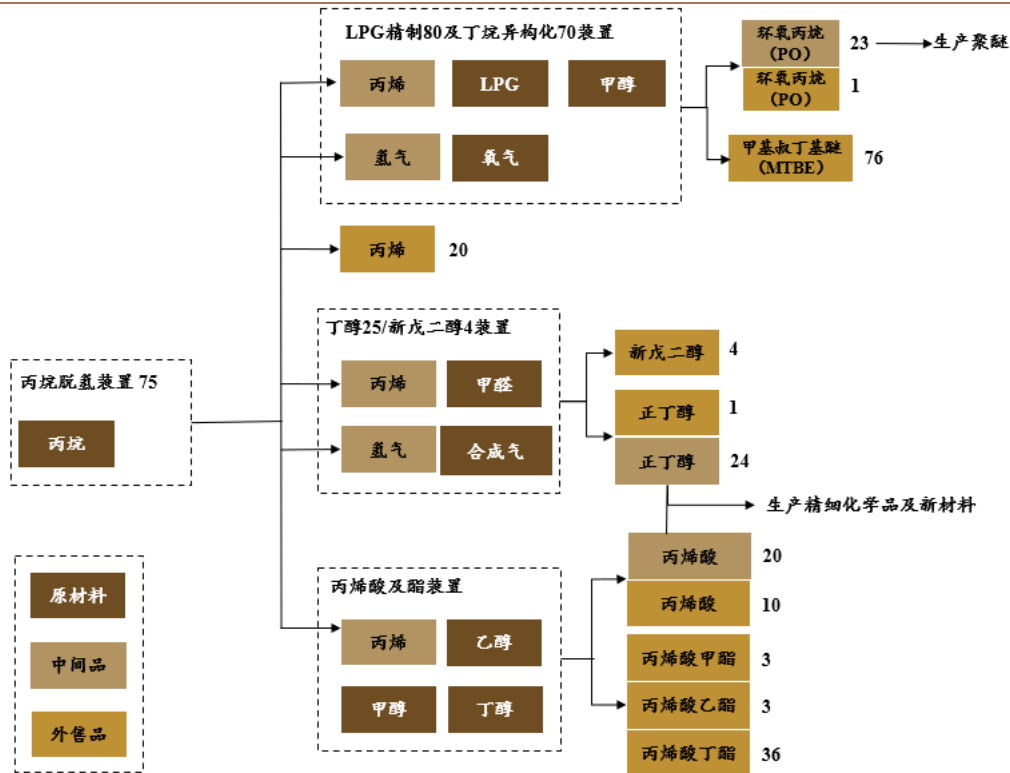 LPG精制80及丁烷异构化70装置
丙烯
LPG
甲醇
氢气
氧气
环氧丙烷
(PO)
23
生产聚醚
环氧丙烷
(PO)
1
甲基叔丁基醚
(MTBE)
76
丙烯
20
丁醇25/新戊二醇4装置
丙烯
甲醛
氢气
合成气
新戊二醇
4
正丁醇
1
正丁醇
24
生产精细化学品及新材料
丙烷脱氢装置 75
丙烷
丙烯酸及酯装置
丙烯
乙醇
甲醇
丁醇
丙烯酸
20
丙烯酸
10
丙烯酸甲酯
3
丙烯酸乙酯
3
丙烯酸丁酯
36
原材料
中间品
外售品